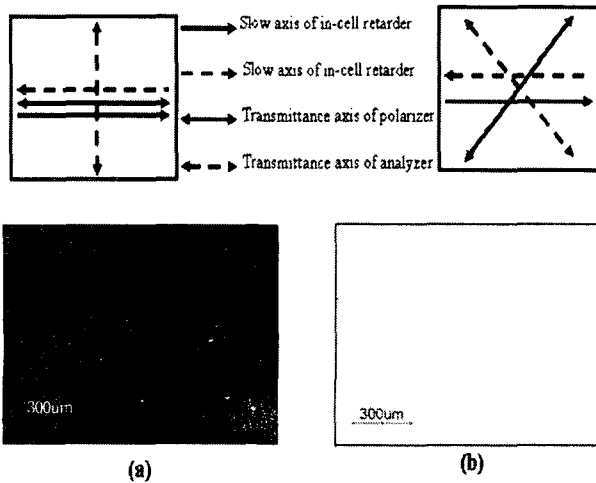 Slow axis of in-cell retarder
Slow axis of in-cell retarder
Transmittance axis of polarizer
Transmittance axis of analyzer
300um
300um
(a)
(b)